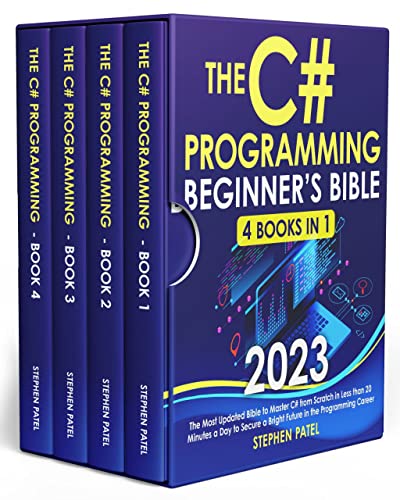 THE C# PROGRAMMING - BOOK 4
STEPHEN PATEL
THE C# PROGRAMMING - BOOK 3
STEPHEN PATEL
THE C# PROGRAMMING - BOOK 2
STEPHEN PATEL
THE C# PROGRAMMING - BOOK 1
STEPHEN PATEL
THE C#
PROGRAMMING
BEGINNER'S BIBLE
4 BOOKS IN 1
2023
The Most Updated Bible to Master C# from Scratch in Less than 20
Minutes a Day to Secure a Bright Future in the Programming Career
STEPHEN PATEL